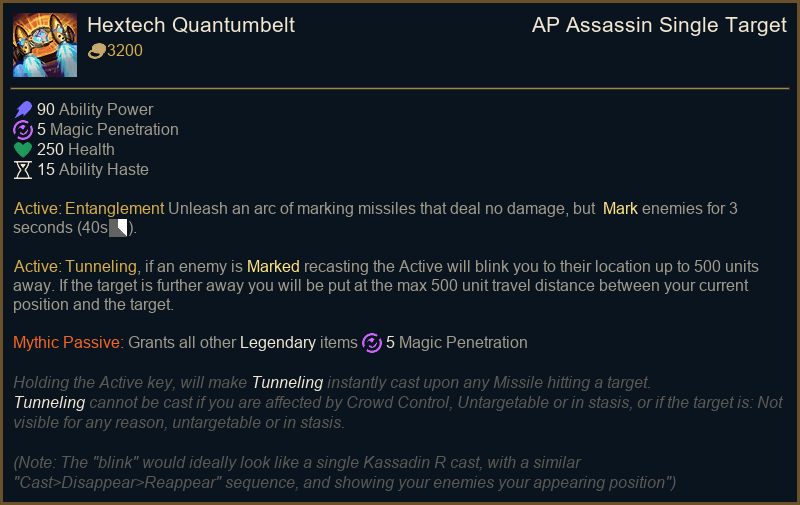 Hextech Quantumbelt
AP Assassin Single Target
3200
90 Ability Power
5 Magic Penetration
250 Health
15 Ability Haste
Active: Entanglement Unleash an arc of marking missiles that deal no damage, but Mark enemies for 3
seconds (40s).
Active: Tunneling, if an enemy is Marked recasting the Active will blink you to their location up to 500 units
away. If the target is further away you will be put at the max 500 unit travel distance between your current
position and the target.
Mythic Passive: Grants all other Legendary items 5 Magic Penetration
Holding the Active key, will make Tunneling instantly cast upon any Missile hitting a target.
Tunneling cannot be cast if you are affected by Crowd Control, Untargetable or in stasis, or if the target is: Not
visible for any reason, untargetable or in stasis.
(Note: The "blink" would ideally look like a single Kassadin R cast, with a similar
"Cast>Disappear>Reappear" sequence, and showing your enemies your appearing position")